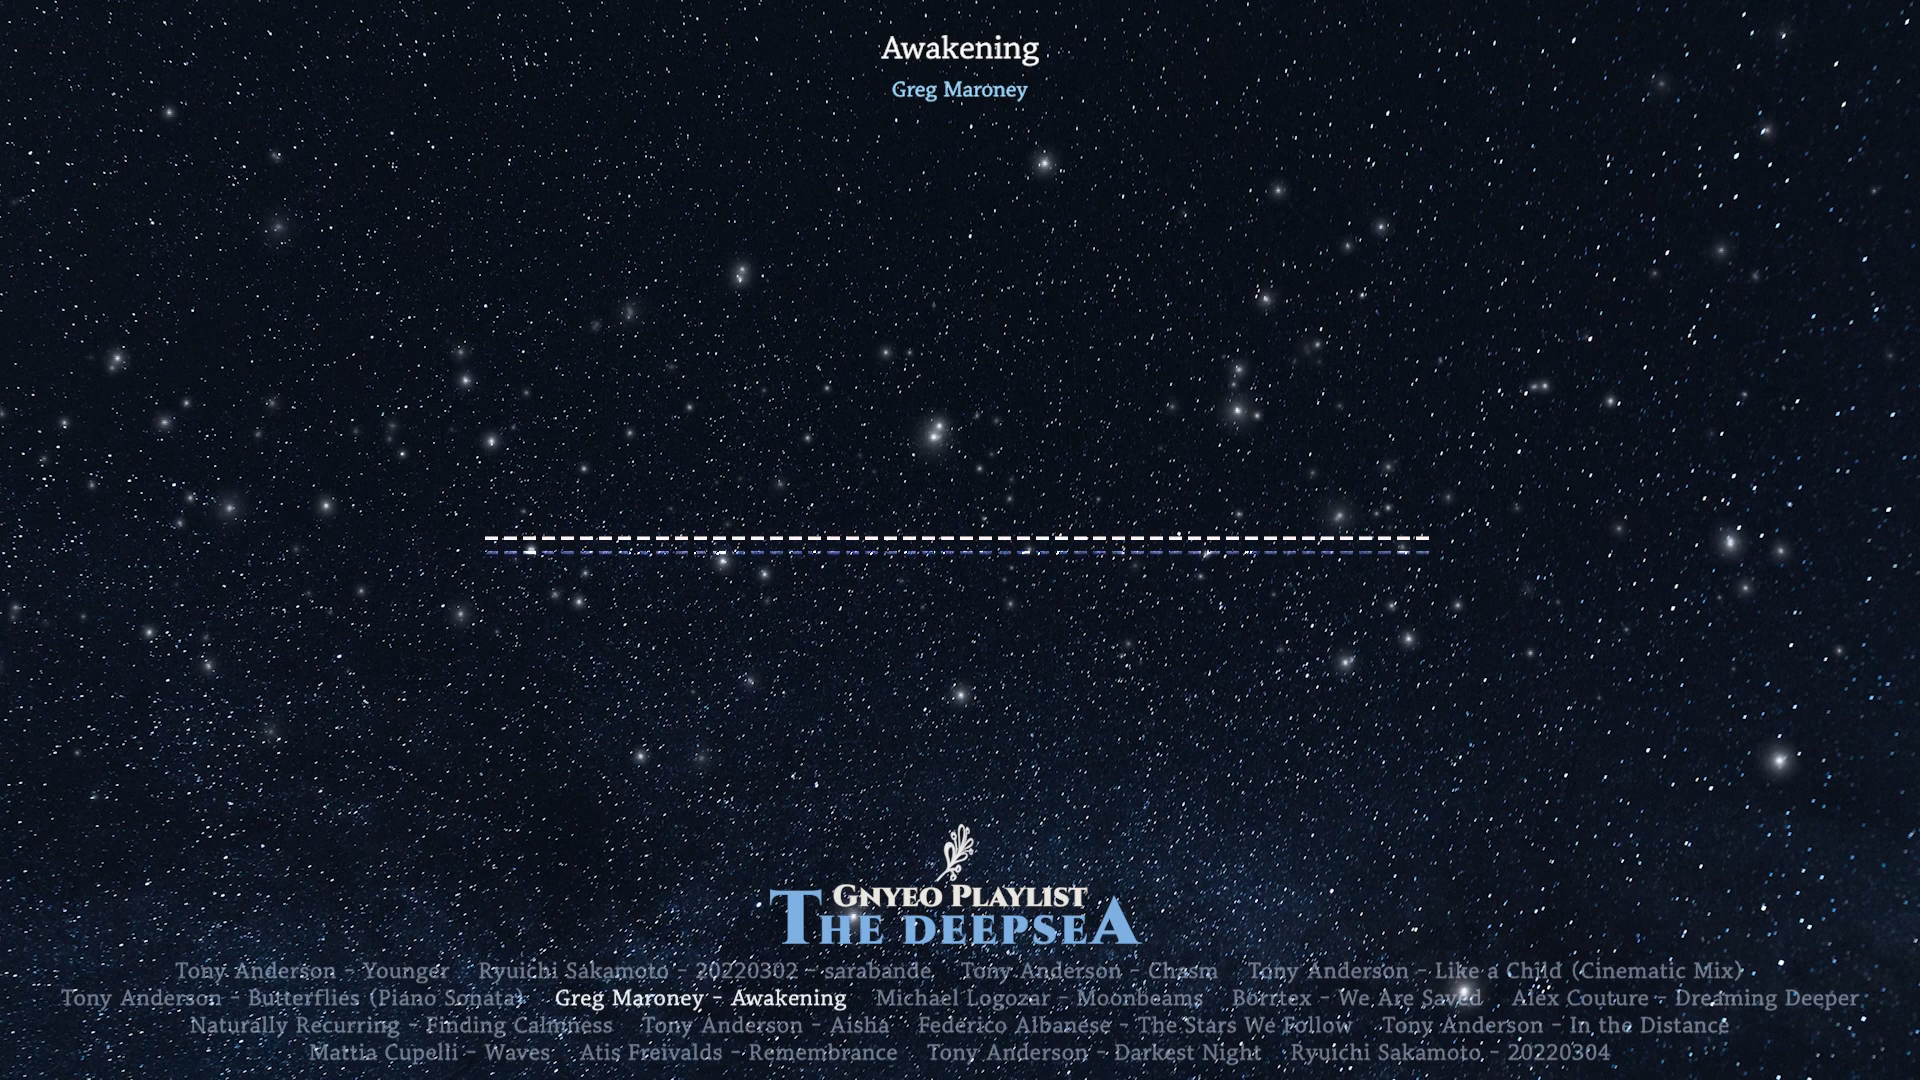 Awakening
Greg Maroney
Gnyeo Playlist
The deepsea
Tony Anderson - Younger Ryuichi Sakamoto - 20220302 - sarabande Tony Anderson - Chasm Tony Anderson - Like a Child (Cinematic Mix)
Tony Anderson - Butterflies (Piano Sonata) Greg Maroney - Awakening Michael Logozar - Moonbeams Borrtex - We Are Saved Alex Couture - Dreaming Deeper
Naturally Recurring - Finding Calmness Tony Anderson - Aisha Federico Albanese - The Stars We Follow Tony Anderson - In the Distance
Mattia Cupelli - Waves Atis Freivalds - Remembrance Tony Anderson - Darkest Night Ryuichi Sakamoto - 20220304